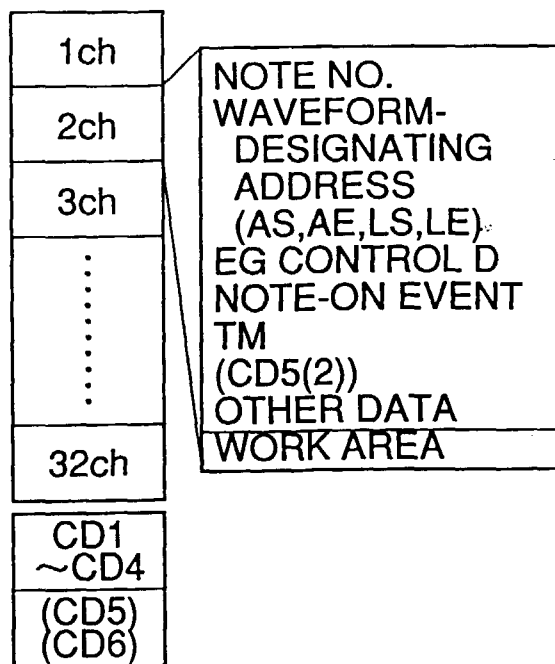 1ch
2ch
3ch
32ch
CD1
~CD4
(CD5)
(CD6)
NOTE NO.
WAVEFORM-
DESIGNATING
ADDRESS
(AS,AE,LS,LE)
EG CONTROL D
NOTE-ON EVENT
TM
(CD5(2))
OTHER DATA
WORK AREA